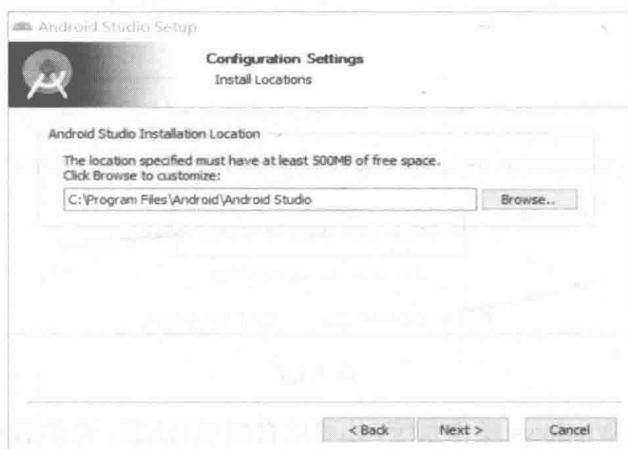 Android Studio Setup
Configuration Settings
Install Locations
Android Studio Installation Location
The location specified must have at least 500MB of free space.
Click Browse to customize:
C:\Program Files\Android\Android Studio
Browse..
< Back
Next >
Cancel